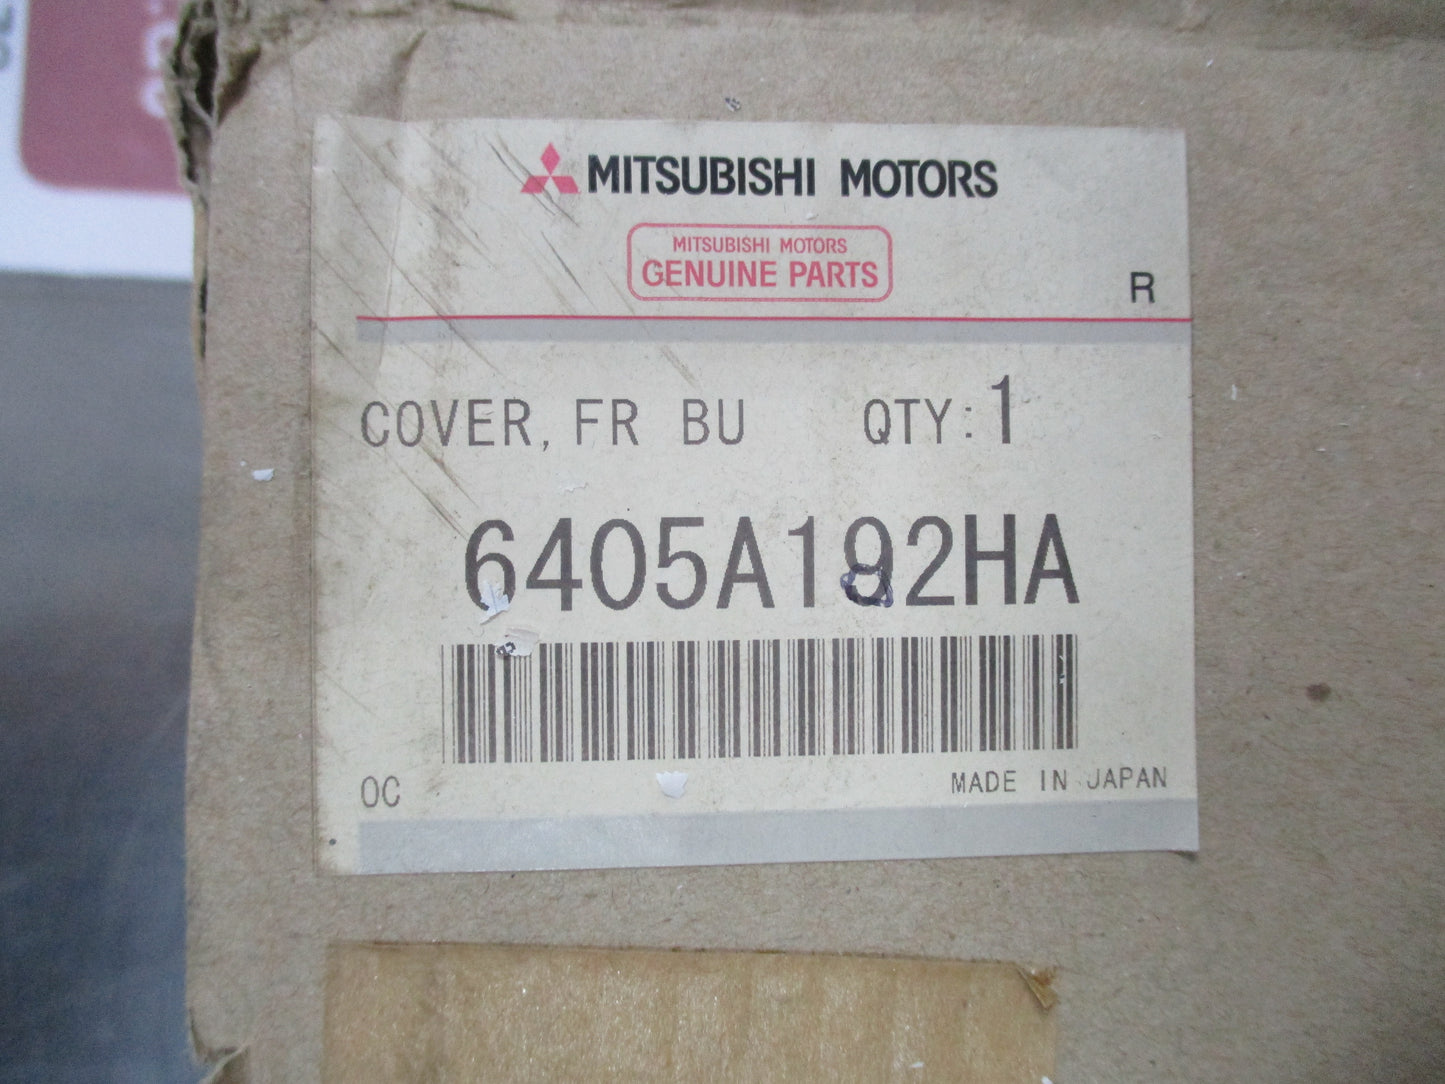 MITSUBISHI MOTORS
MITSUBISHI MOTORS
GENUINE PARTS
R
COVER, FR BU QTY:1
6405A192HA
OC MADE IN JAPAN